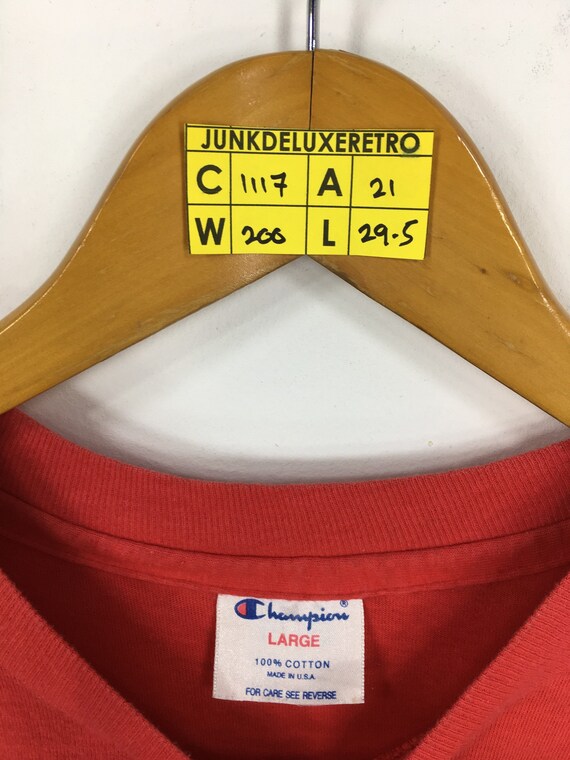 JUNKDELUXERETRO
C 1117 A 21
W 200 L 29.5
Champion®
LARGE
100% COTTON
MADE IN U.S.A
FOR CARE SEE REVERSE